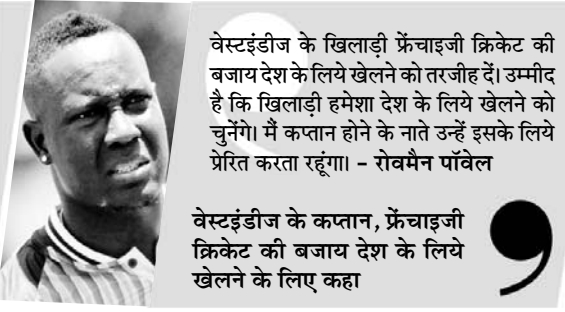 वेस्टइंडीज के खिलाड़ी फ्रेंचाइजी क्रिकेट की
बजाय देश के लिये खेलने को तरजीह दें। उम्मीद
है कि खिलाड़ी हमेशा देश के लिये खेलने को
चुनेंगे। मैं कप्तान होने के नाते उन्हें इसके लिये
प्रेरित करता रहूंगा। - रोवमैन पॉवेल
वेस्टइंडीज के कप्तान, फ्रेंचाइजी
क्रिकेट की बजाय देश के लिये
खेलने के लिए कहा